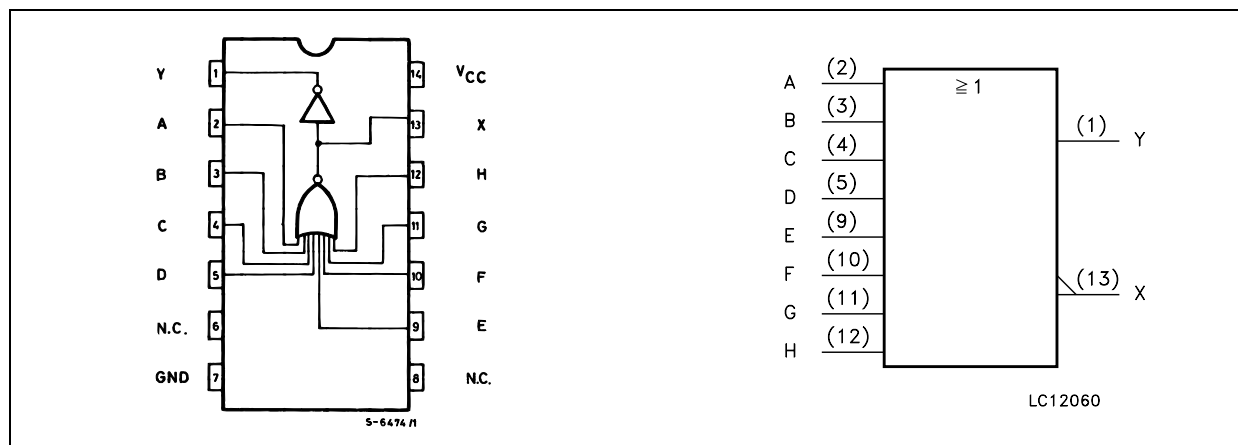 Y 1 14 VCC
A 2 13 X
B 3 12 H
C 4 11 G
D 5 10 F
N.C. 6 9 E
GND 7 8 N.C.
S-6474/1
≧1
A (2)
B (3)
C (4)
D (5)
E (9)
F (10)
G (11)
H (12)
(1) Y
(13) X
LC12060